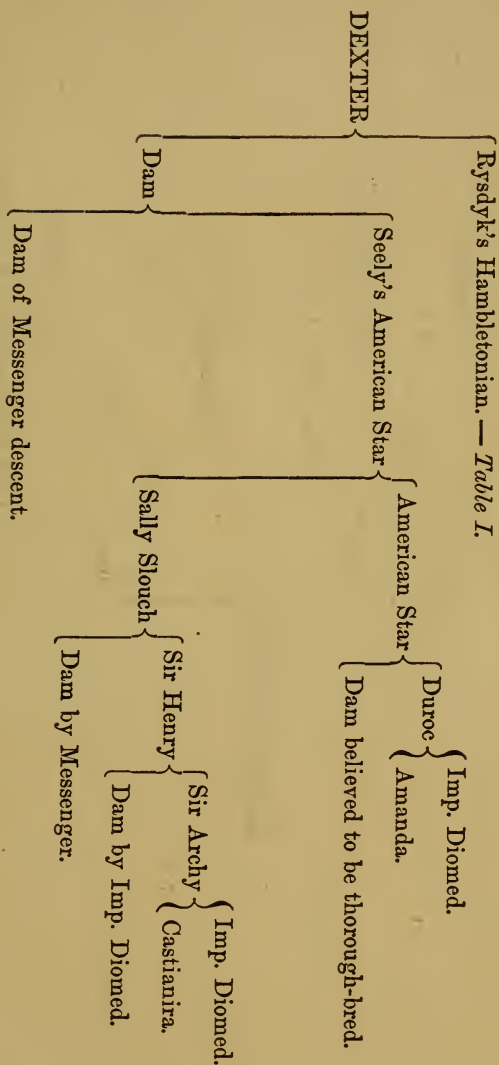 Rysdyk's Hambletonian. — Table I.
Imp. Diomed.
Duroc
Amanda.
American Star
Dam believed to be thorough-bred.
Seely's American Star
DEXTER
Imp. Diomed.
Sir Archy
Castianira.
Sir Henry
Dam by Imp. Diomed.
Sally Slouch
Dam by Messenger.
Dam
Dam of Messenger descent.